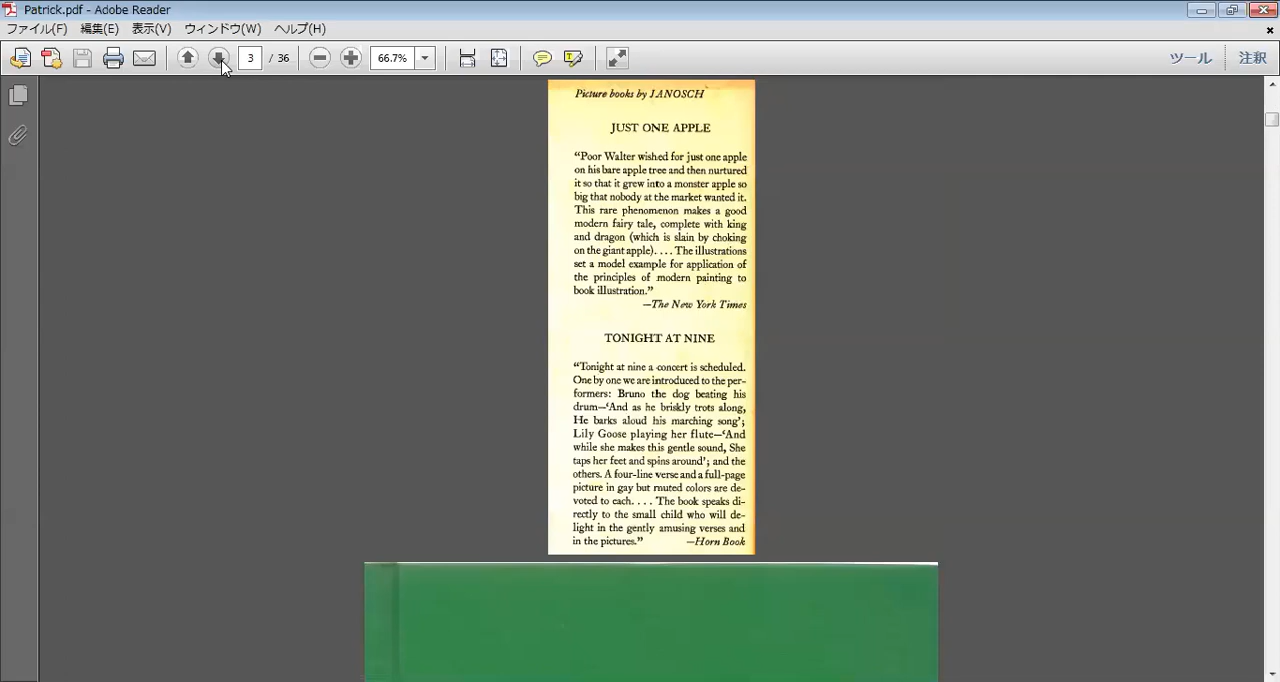 Patrick.pdf - Adobe Reader
ファイル(F) 編集(E) 表示(V) ウィンドウ(W) ヘルプ(H)
3 / 36 66.7% ツール 注釈
Picture books by JANOSCH
JUST ONE APPLE
“Poor Walter wished for just one apple
on his bare apple tree and then nurtured
it so that it grew into a monster apple so
big that nobody at the market wanted it.
This rare phenomenon makes a good
modern fairy tale, complete with king
and dragon (which is slain by choking
on the giant apple). . . . The illustrations
set a model example for application of
the principles of modern painting to
book illustration.”
—The New York Times
TONIGHT AT NINE
“Tonight at nine a concert is scheduled.
One by one we are introduced to the per-
formers: Bruno the dog beating his
drum—‘And as he briskly trots along,
He barks aloud his marching song’;
Lily Goose playing her flute—‘And
while she makes this gentle sound, She
taps her feet and spins around’; and the
others. A four-line verse and a full-page
picture in gay but muted colors are de-
voted to each. . . . The book speaks di-
rectly to the small child who will de-
light in the gently amusing verses and
in the pictures.” —Horn Book